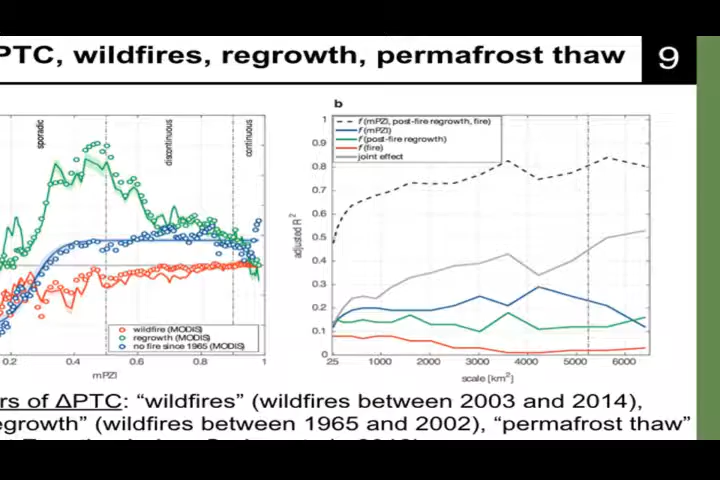 PTC, wildfires, regrowth, permafrost thaw 9
sporadic
discontinuous
continuous
wildfire (MODIS)
regrowth (MODIS)
no fire since 1965 (MODIS)
0.2 0.4 0.6 0.8 1
mPZI
b
f(mPZI, post-fire regrowth, fire)
f(mPZI)
f(post-fire regrowth)
f(fire)
joint effect
adjusted R²
1
0.9
0.8
0.7
0.6
0.5
0.4
0.3
0.2
0.1
0
25 1000 2000 3000 4000 5000 6000
scale [km²]
rs of ΔPTC: “wildfires” (wildfires between 2003 and 2014),
egrowth” (wildfires between 1965 and 2002), “permafrost thaw”